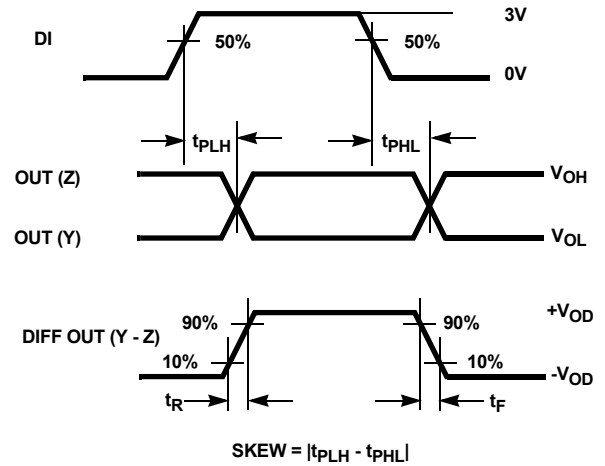 3V
DI
50%
50%
0V
tPLH
tPHL
OUT (Z)
VOH
OUT (Y)
VOL
+VOD
90%
90%
DIFF OUT (Y - Z)
10%
10%
-VOD
tR
tF
SKEW = |tPLH - tPHL|